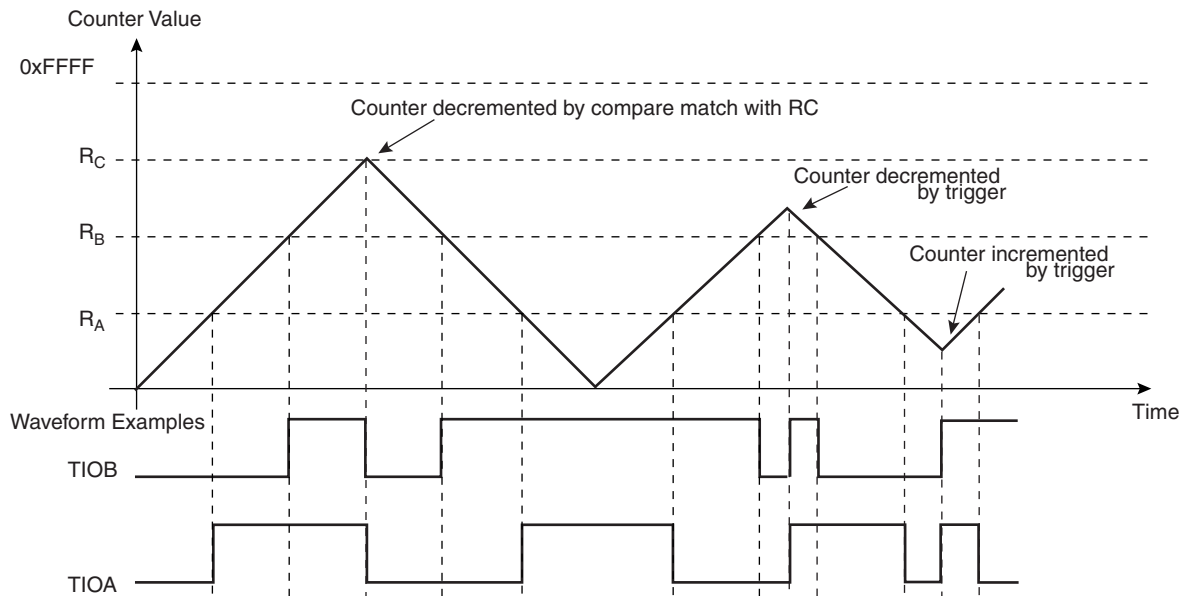 Counter Value
0xFFFF
Counter decremented by compare match with RC
RC
Counter decremented
by trigger
RB
Counter incremented
by trigger
RA
Time
Waveform Examples
TIOB
TIOA